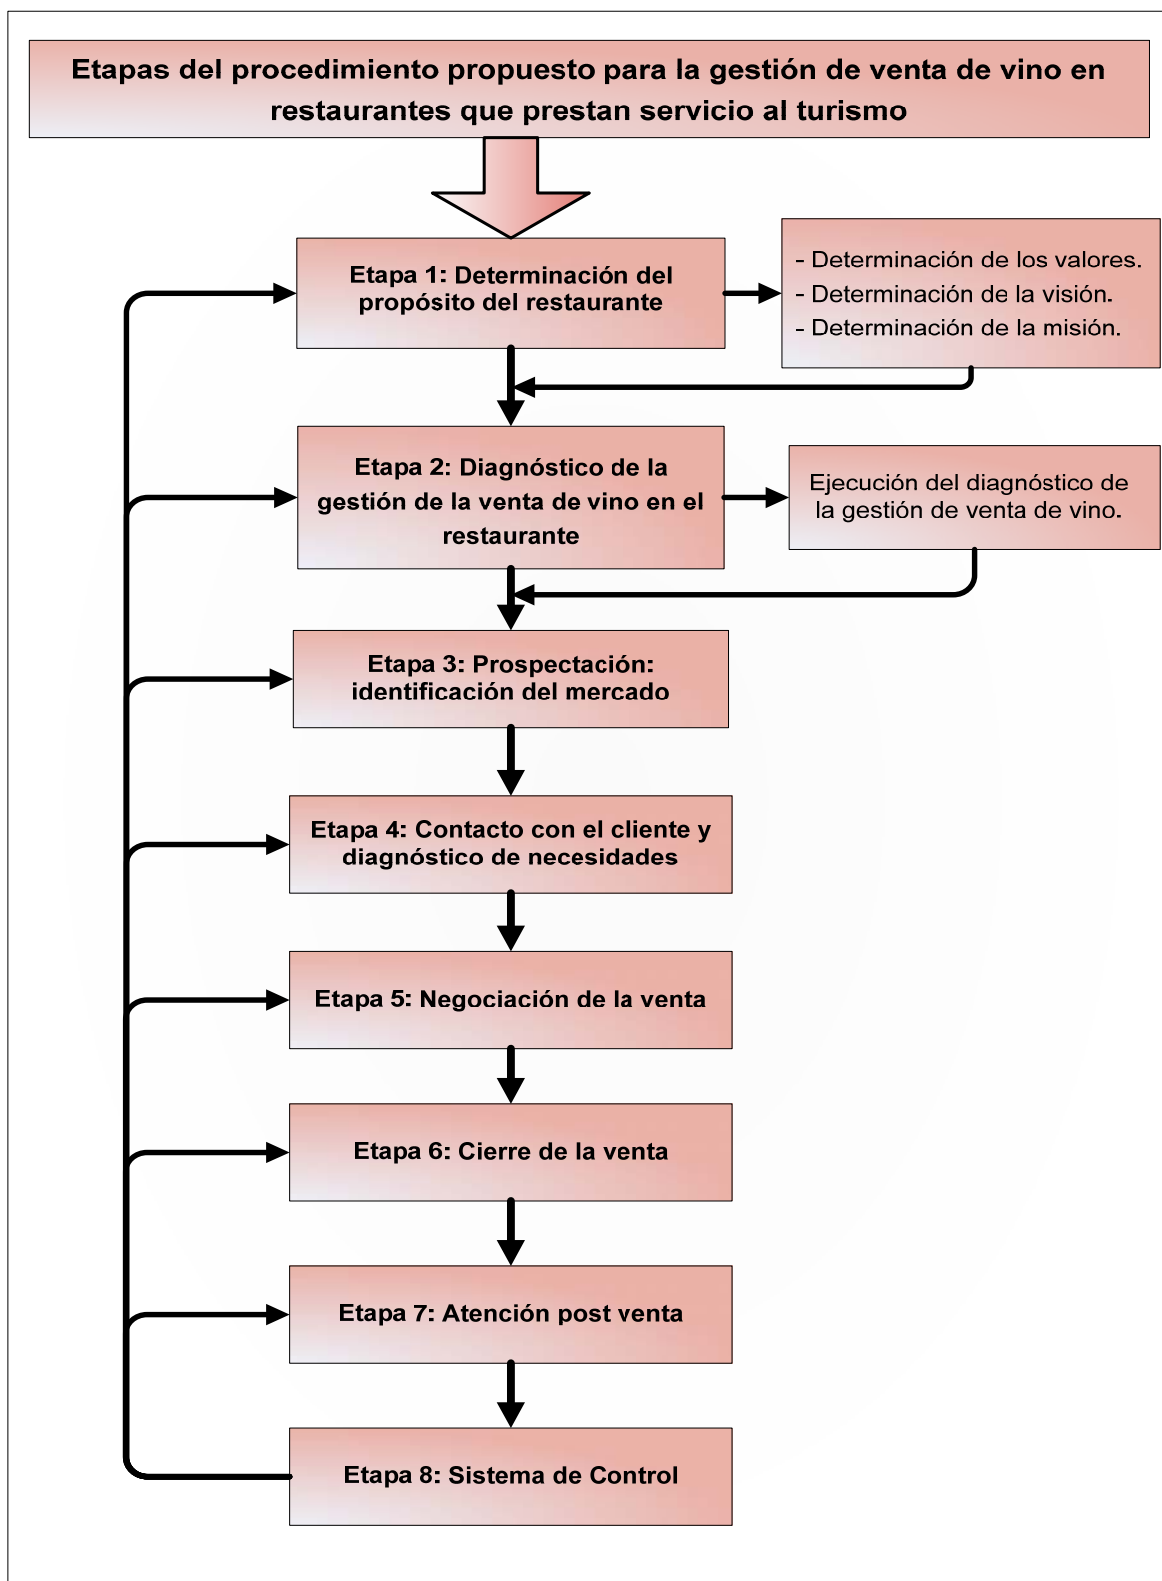 Etapas del procedimiento propuesto para la gestión de venta de vino en
restaurantes que prestan servicio al turismo
Etapa 1: Determinación del
propósito del restaurante
- Determinación de los valores.
- Determinación de la visión.
- Determinación de la misión.
Etapa 2: Diagnóstico de la
gestión de la venta de vino en el
restaurante
Ejecución del diagnóstico de
la gestión de venta de vino.
Etapa 3: Prospectación:
identificación del mercado
Etapa 4: Contacto con el cliente y
diagnóstico de necesidades
Etapa 5: Negociación de la venta
Etapa 6: Cierre de la venta
Etapa 7: Atención post venta
Etapa 8: Sistema de Control